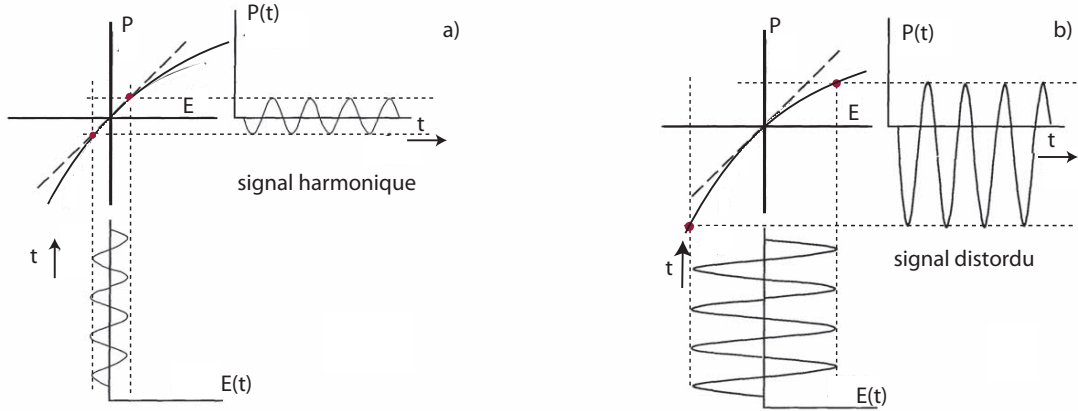 P
P(t)
a)
E
t
signal harmonique
t
E(t)
P
P(t)
b)
E
t
signal distordu
t
E(t)